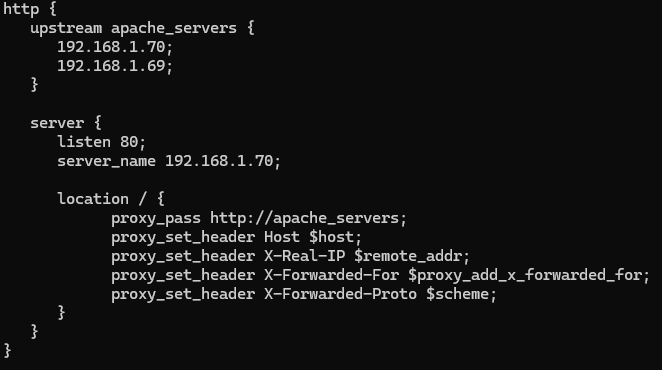 http {
upstream apache_servers {
192.168.1.70;
192.168.1.69;
}
server {
listen 80;
server_name 192.168.1.70;
location / {
proxy_pass http://apache_servers;
proxy_set_header Host $host;
proxy_set_header X-Real-IP $remote_addr;
proxy_set_header X-Forwarded-For $proxy_add_x_forwarded_for;
proxy_set_header X-Forwarded-Proto $scheme;
}
}
}